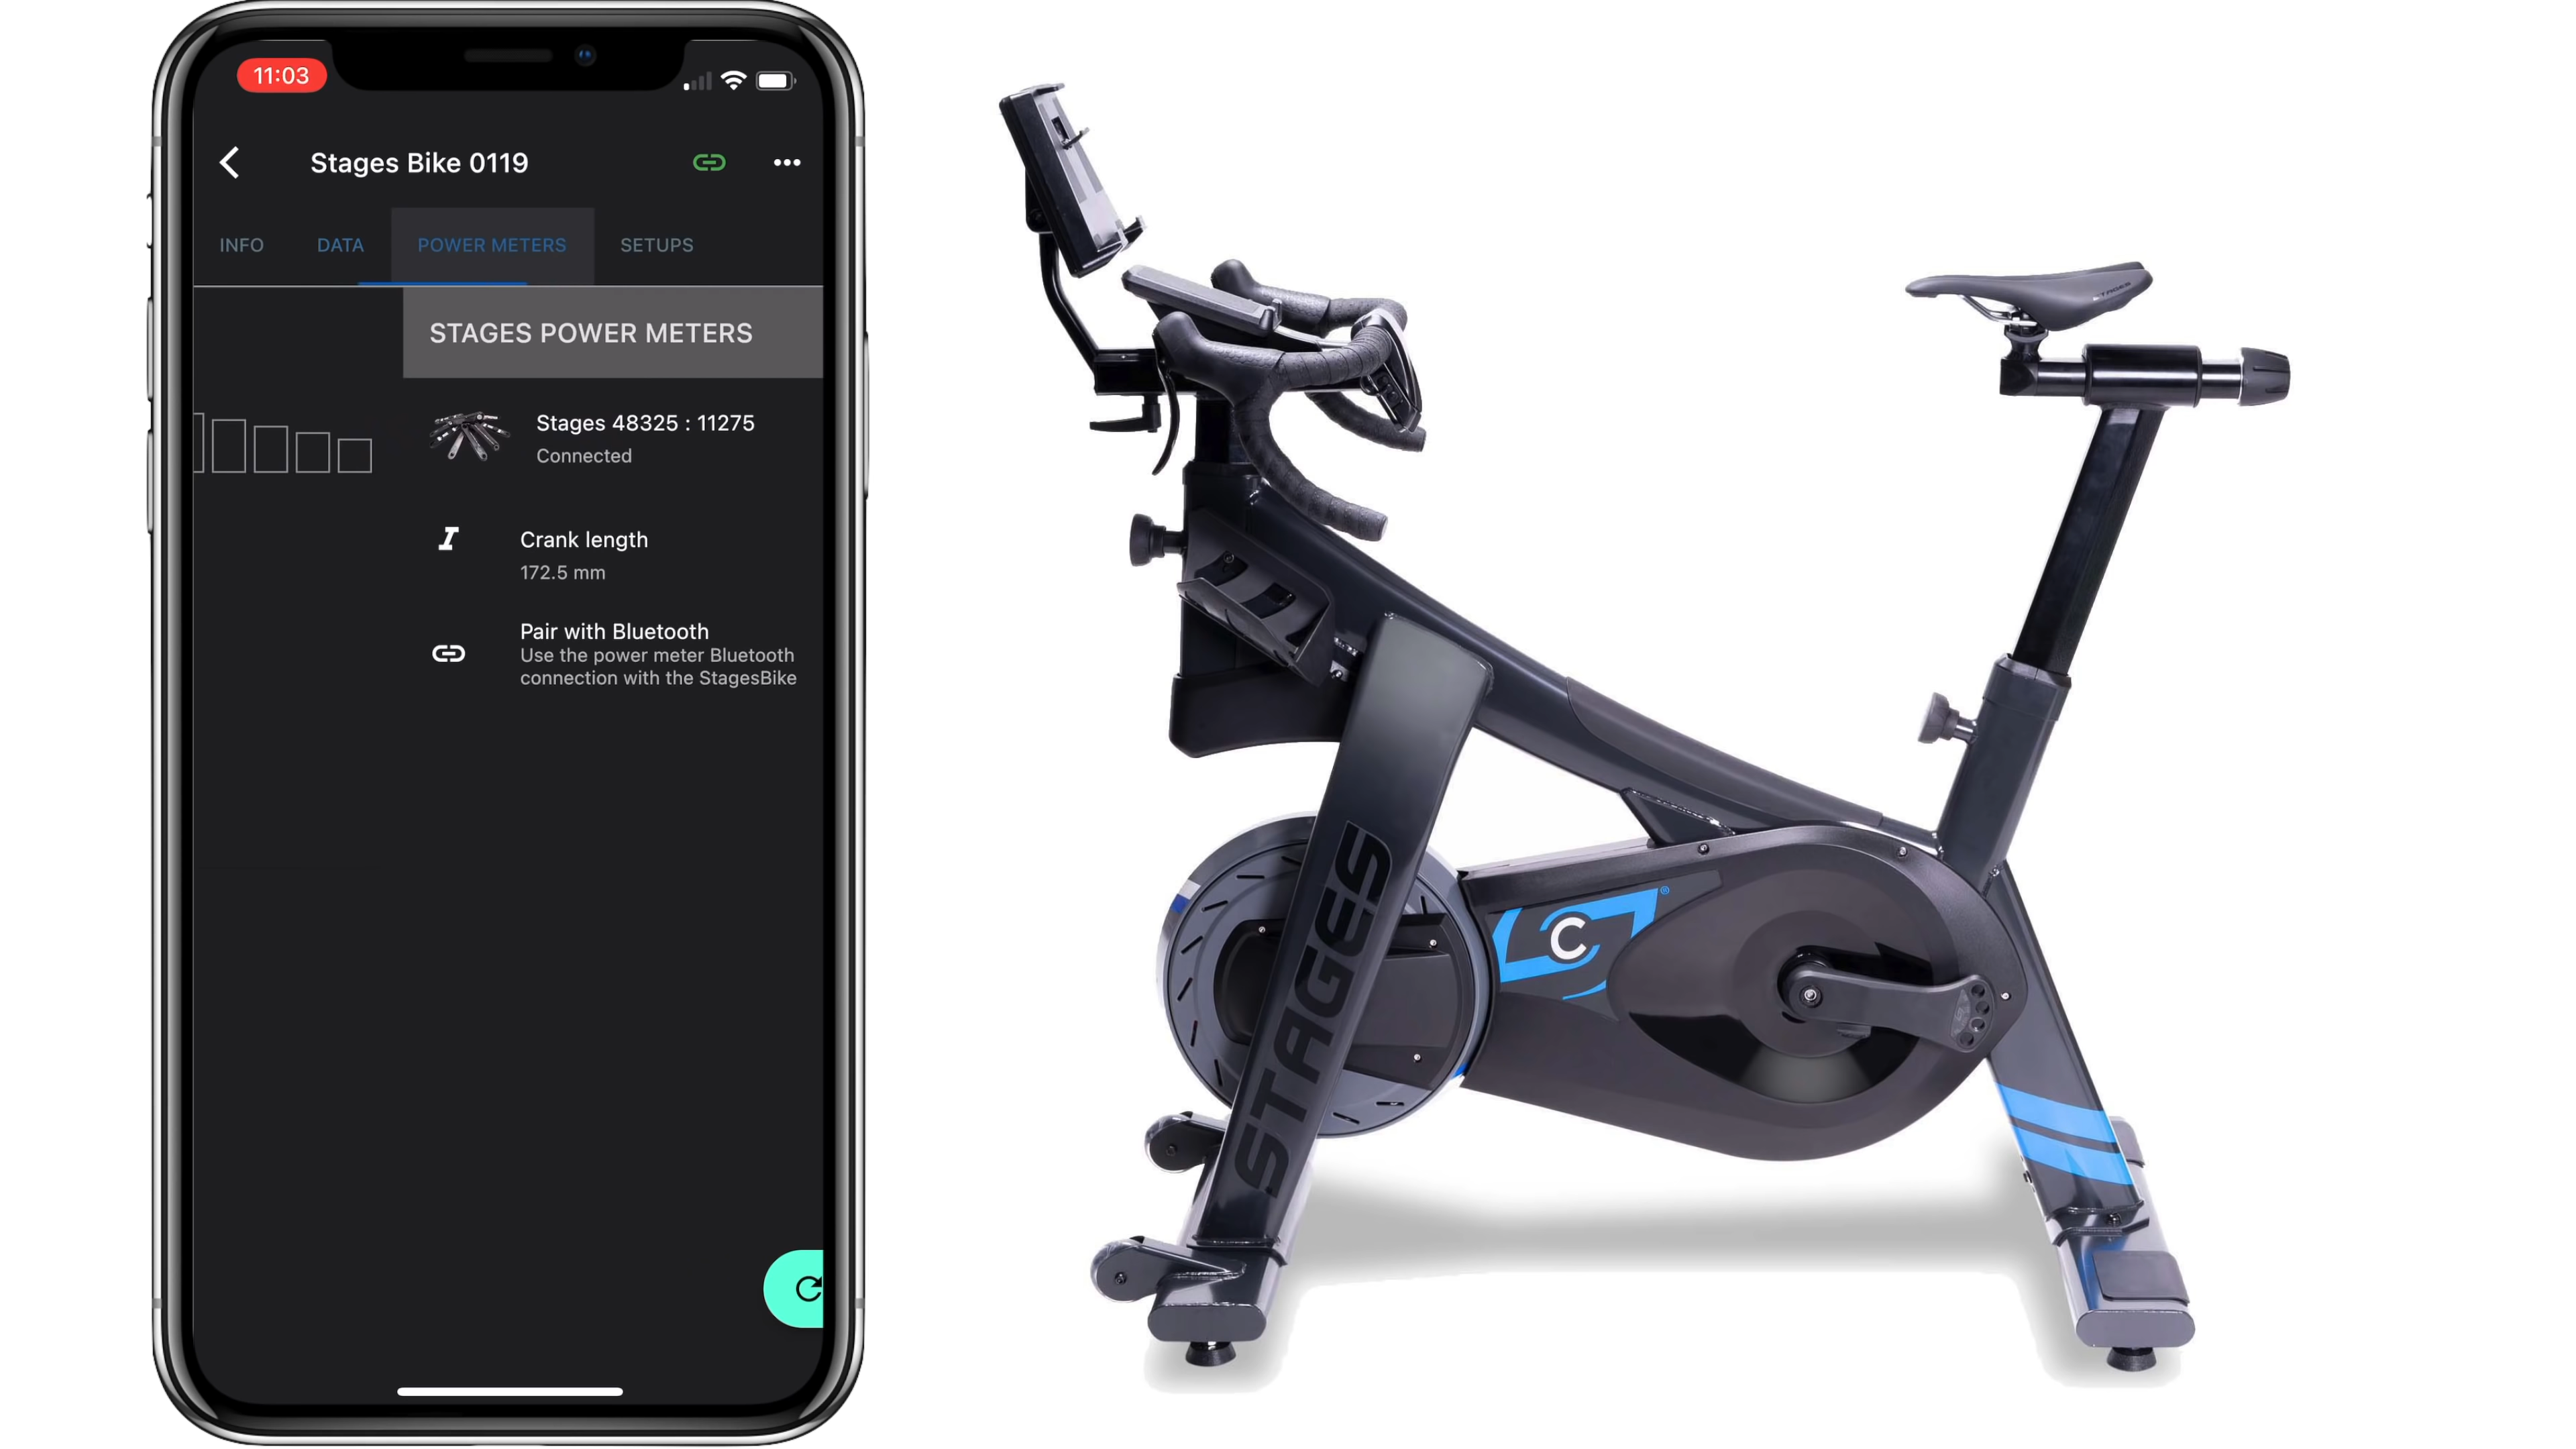 11:03
Stages Bike 0119
INFO DATA POWER METERS SETUPS
STAGES POWER METERS
Stages 48325 : 11275
Connected
Crank length
172.5 mm
Pair with Bluetooth
Use the power meter Bluetooth
connection with the StagesBike
STAGES
C
STAGES